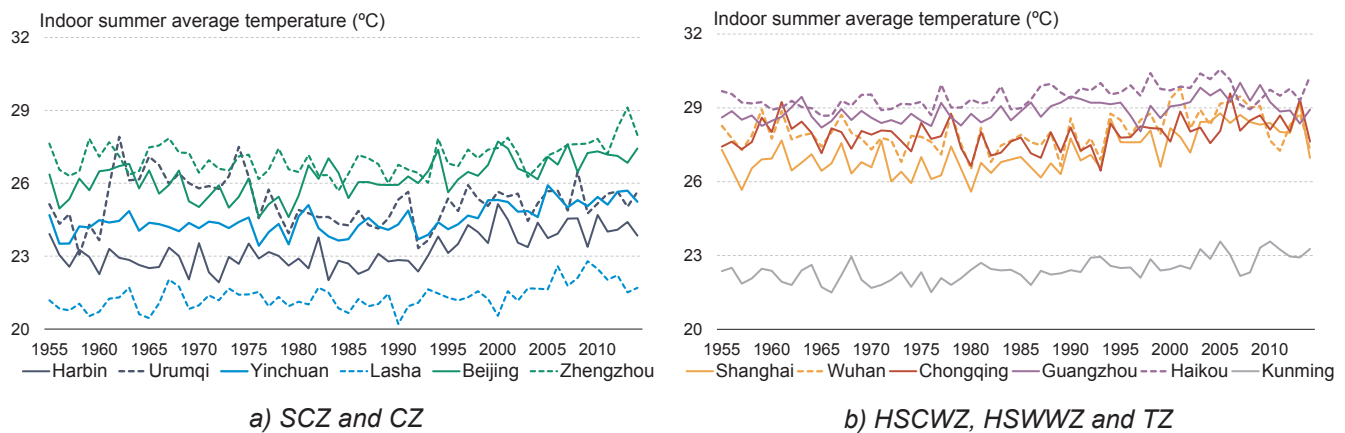 Indoor summer average temperature (ºC)
32
29
26
23
20
1955 1960 1965 1970 1975 1980 1985 1990 1995 2000 2005 2010
Harbin Urumqi Yinchuan Lasha Beijing Zhengzhou
a) SCZ and CZ
Indoor summer average temperature (ºC)
32
29
26
23
20
1955 1960 1965 1970 1975 1980 1985 1990 1995 2000 2005 2010
Shanghai Wuhan Chongqing Guangzhou Haikou Kunming
b) HSCWZ, HSWWZ and TZ